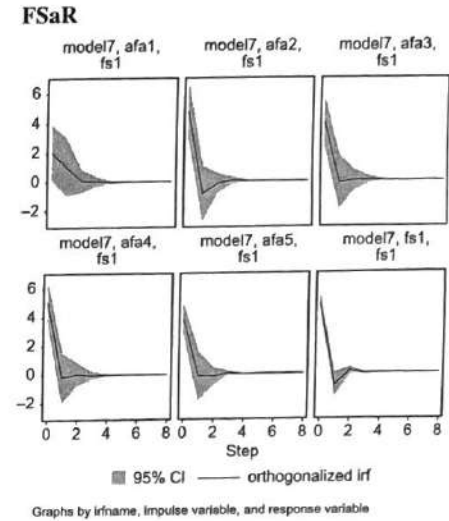 FSaR
model7, afa1, fs1
model7, afa2, fs1
model7, afa3, fs1
6
4
2
0
−2
model7, afa4, fs1
model7, afa5, fs1
model7, fs1, fs1
6
4
2
0
−2
0 2 4 6 8 0 2 4 6 8 0 2 4 6 8
Step
95% CI orthogonalized irf
Graphs by irfname, impulse variable, and response variable